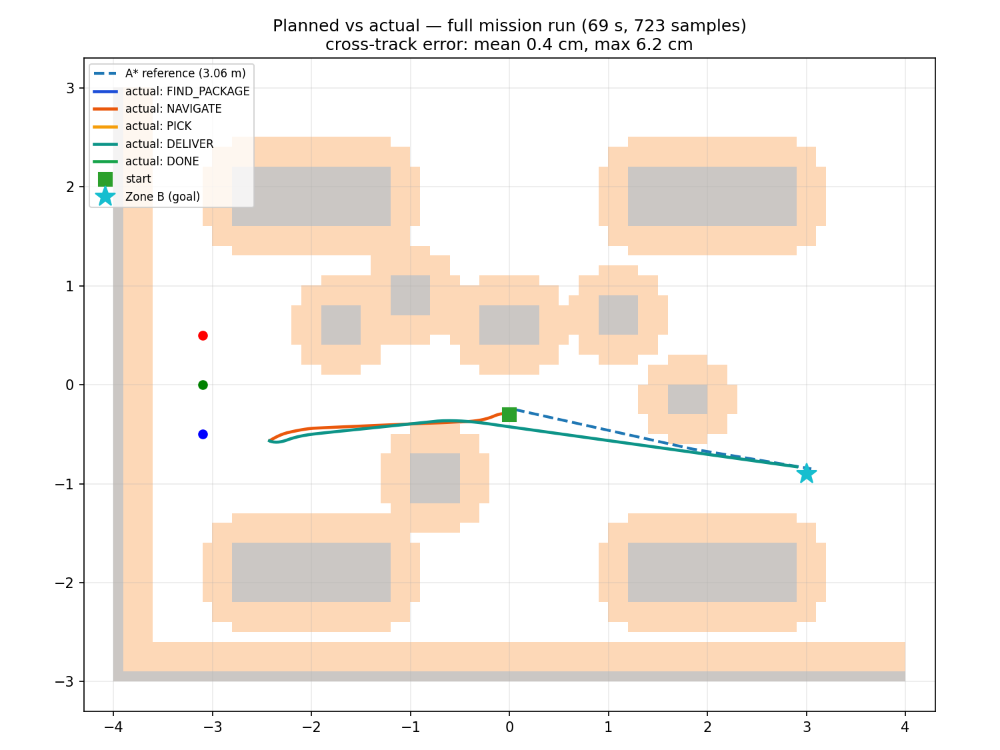 Planned vs actual — full mission run (69 s, 723 samples)
cross-track error: mean 0.4 cm, max 6.2 cm
A* reference (3.06 m)
actual: FIND_PACKAGE
actual: NAVIGATE
actual: PICK
actual: DELIVER
actual: DONE
start
Zone B (goal)
3
2
1
0
−1
−2
−3
−4 −3 −2 −1 0 1 2 3 4